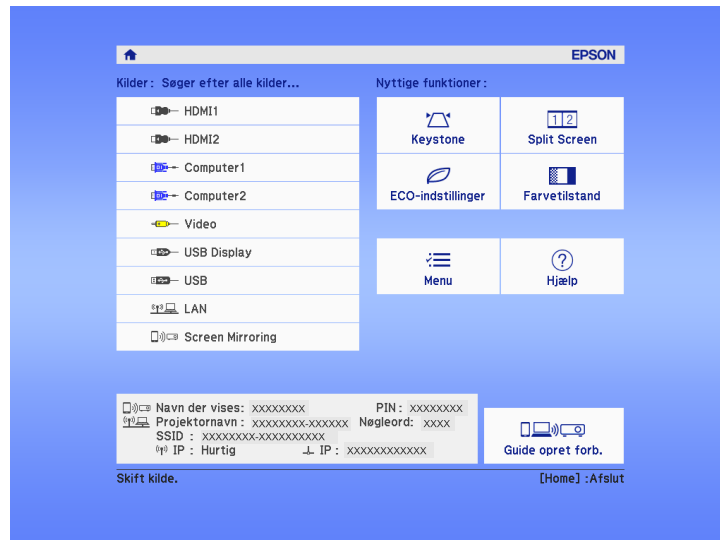 EPSON
Kilder : Søger efter alle kilder...
Nyttige funktioner :
HDMI1
HDMI2
Computer1
Computer2
Video
USB Display
USB
LAN
Screen Mirroring
Keystone
1 2
Split Screen
ECO-indstillinger
Farvetilstand
Menu
?
Hjælp
Navn der vises: XXXXXXXX PIN : XXXXXXXX
Projektornavn : XXXXXXXX-XXXXXX Nøgleord: XXXX
SSID : XXXXXXXX-XXXXXXXXXX
IP : Hurtig IP : XXXXXXXXXXXX
Guide opret forb.
Skift kilde.
[Home] :Afslut